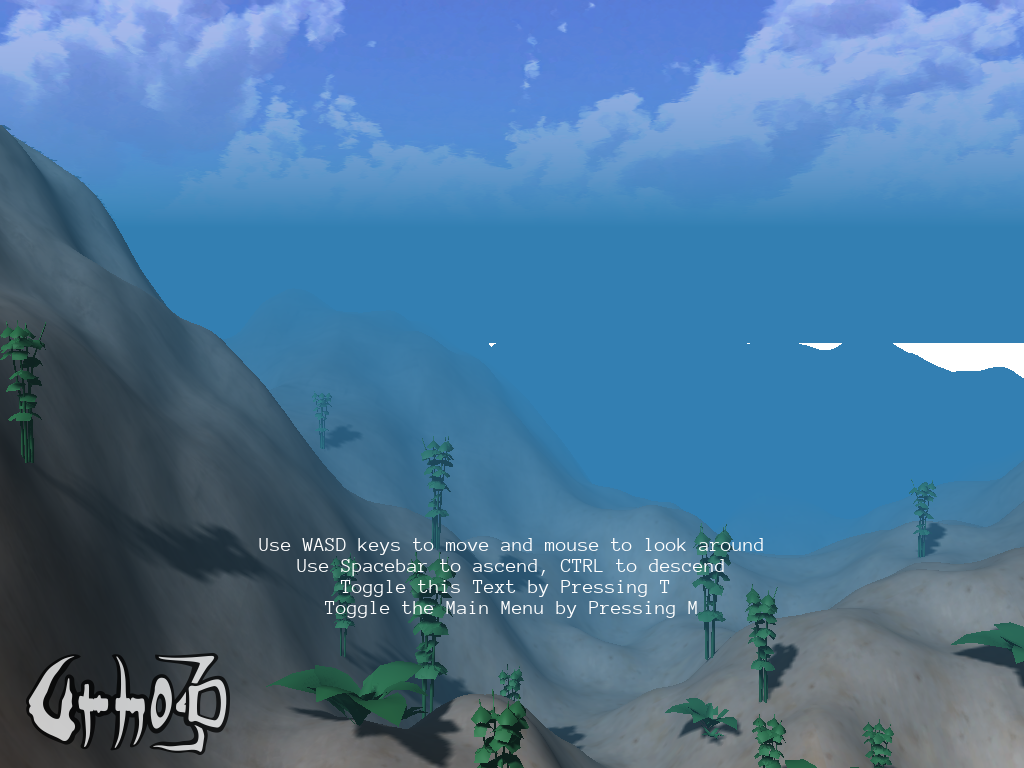 Use WASD keys to move and mouse to look around
Use Spacebar to ascend, CTRL to descend
Toggle this Text by Pressing T
Toggle the Main Menu by Pressing M